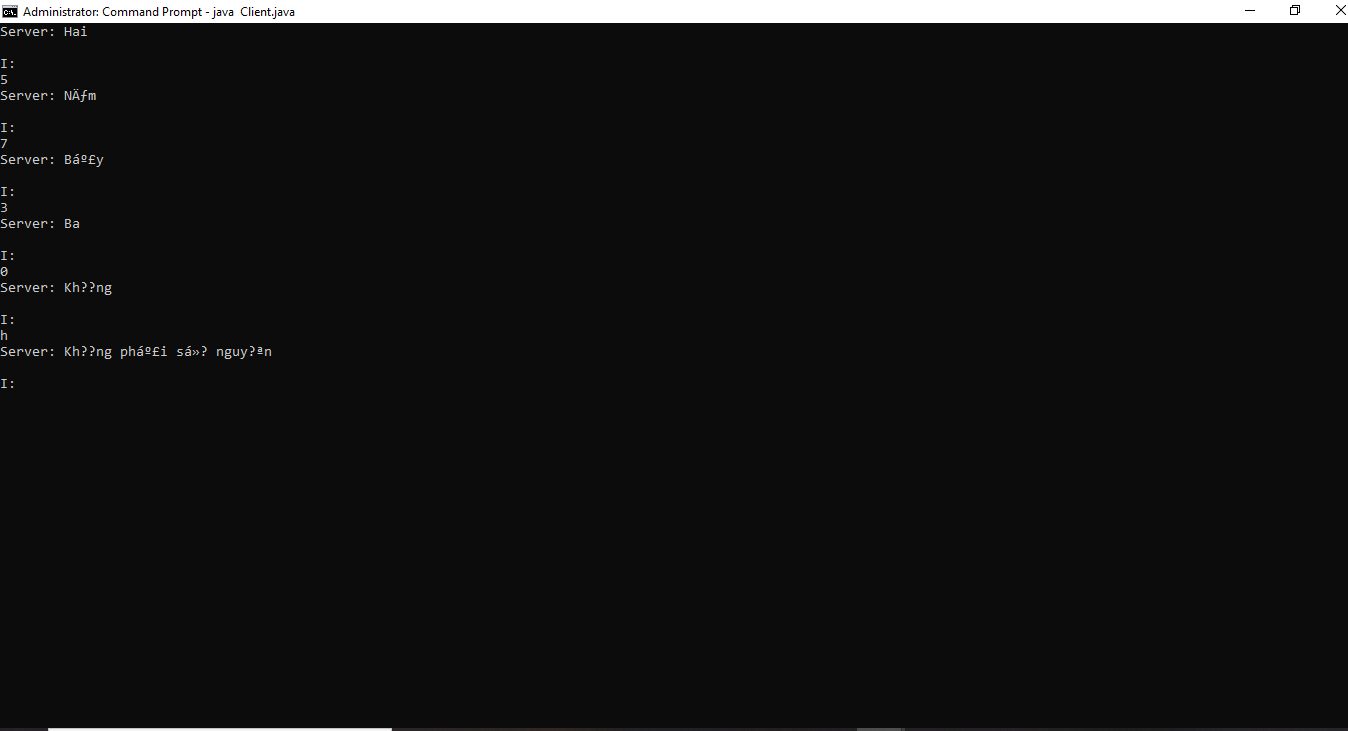 Administrator: Command Prompt - java  Client.java
Server: Hai
I:
5
Server: NÄƒm
I:
7
Server: Báº£y
I:
3
Server: Ba
I:
0
Server: Kh??ng
I:
h
Server: Kh??ng pháº£i sá»? nguy?ªn
I: